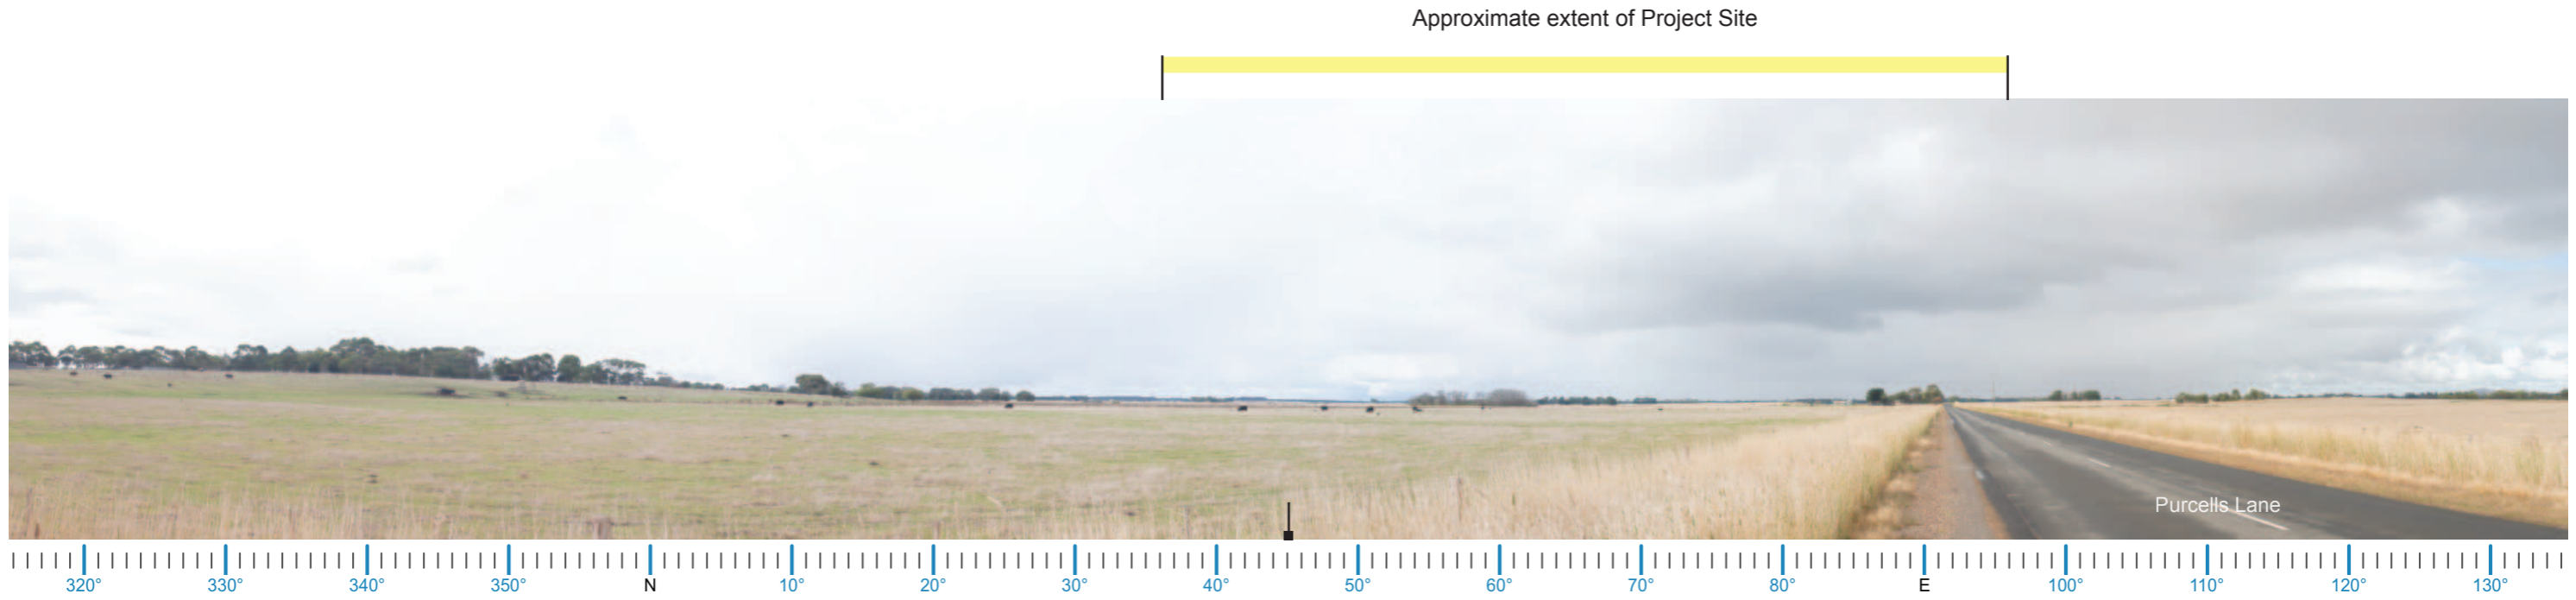 Approximate extent of Project Site
Purcells Lane
320° 330° 340° 350° N 10° 20° 30° 40° 50° 60° 70° 80° E 100° 110° 120° 130°